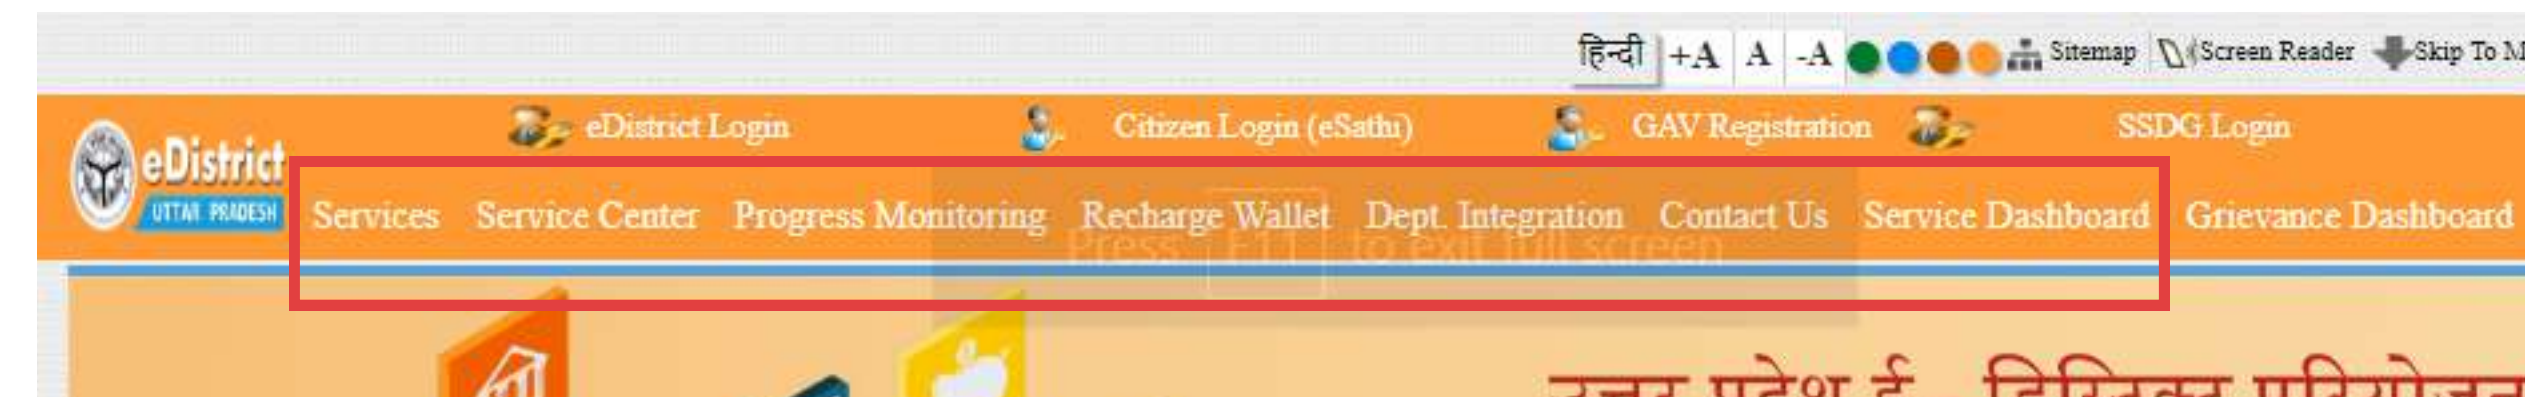 हिन्दी +A A -A Sitemap Screen Reader Skip To M
eDistrict Login Citizen Login (eSathi) GAV Registration SSDG Login
eDistrict
UTTAR PRADESH
Services Service Center Progress Monitoring Recharge Wallet Dept. Integration Contact Us Service Dashboard Grievance Dashboard
Press F11 to exit full screen